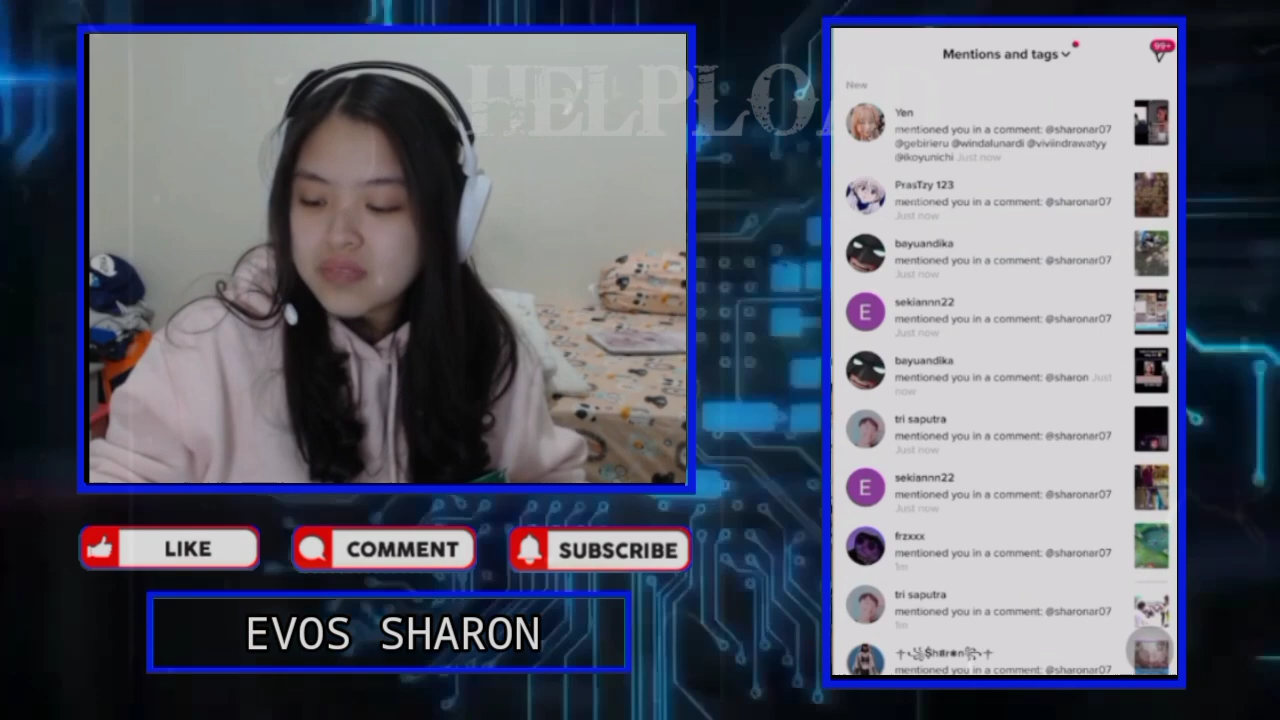 HELPLOA
Mentions and tags
99+
New
Yen
mentioned you in a comment: @sharonar07
@gebirieru @windalunardi @viviindrawatyy
@ikoyunichi Just now
PrasTzy 123
mentioned you in a comment: @sharonar07
Just now
bayuandika
mentioned you in a comment: @sharonar07
Just now
E
sekiannn22
mentioned you in a comment: @sharonar07
Just now
bayuandika
mentioned you in a comment: @sharon Just
now
tri saputra
mentioned you in a comment: @sharonar07
Just now
E
sekiannn22
mentioned you in a comment: @sharonar07
Just now
frzxxx
mentioned you in a comment: @sharonar07
1m
tri saputra
mentioned you in a comment: @sharonar07
1m
mentioned you in a comment: @sharonar07
LIKE
COMMENT
SUBSCRIBE
EVOS SHARON